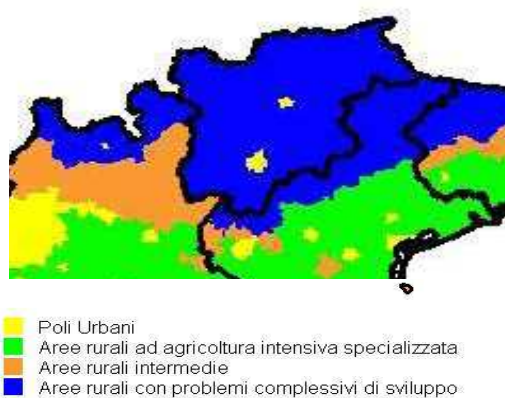 Poli Urbani
Aree rurali ad agricoltura intensiva specializzata
Aree rurali intermedie
Aree rurali con problemi complessivi di sviluppo